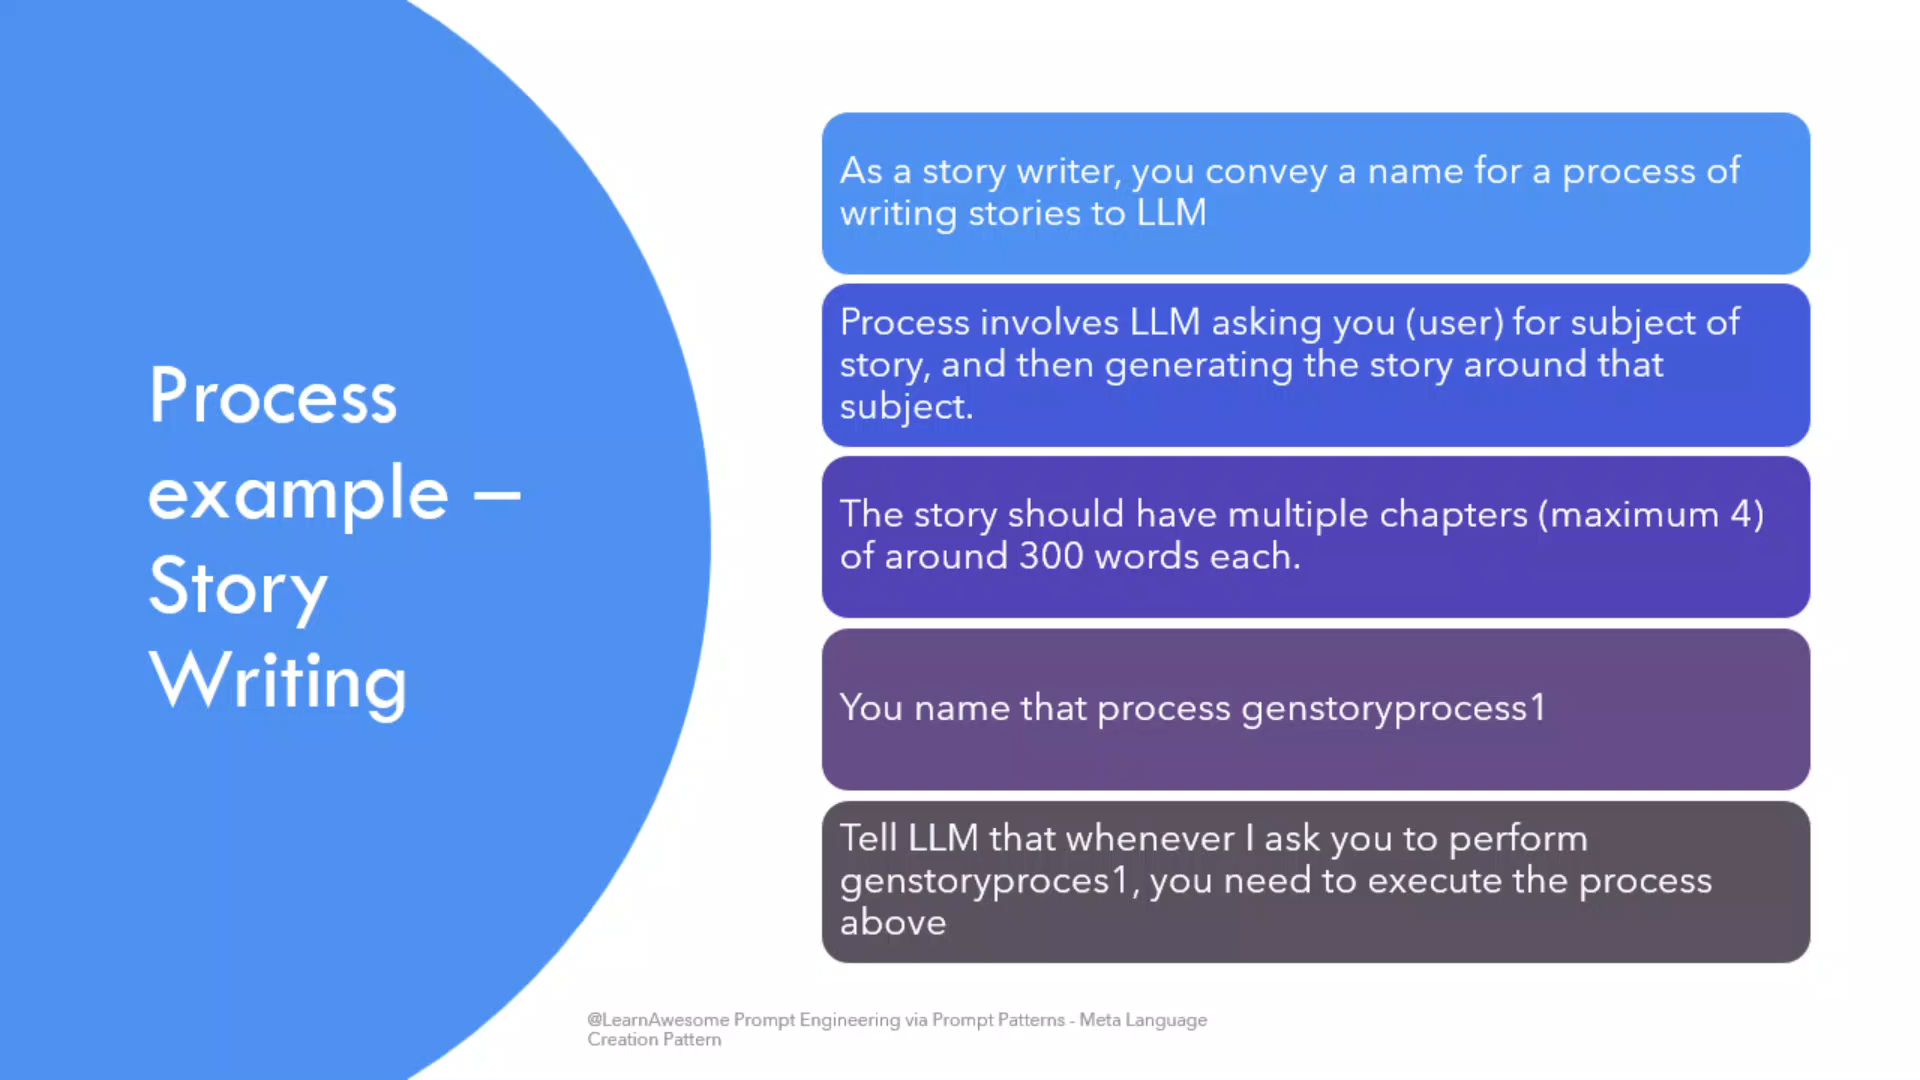 Process
example –
Story
Writing
As a story writer, you convey a name for a process of
writing stories to LLM
Process involves LLM asking you (user) for subject of
story, and then generating the story around that
subject.
The story should have multiple chapters (maximum 4)
of around 300 words each.
You name that process genstoryprocess1
Tell LLM that whenever I ask you to perform
genstoryproces1, you need to execute the process
above
@LearnAwesome Prompt Engineering via Prompt Patterns - Meta Language
Creation Pattern